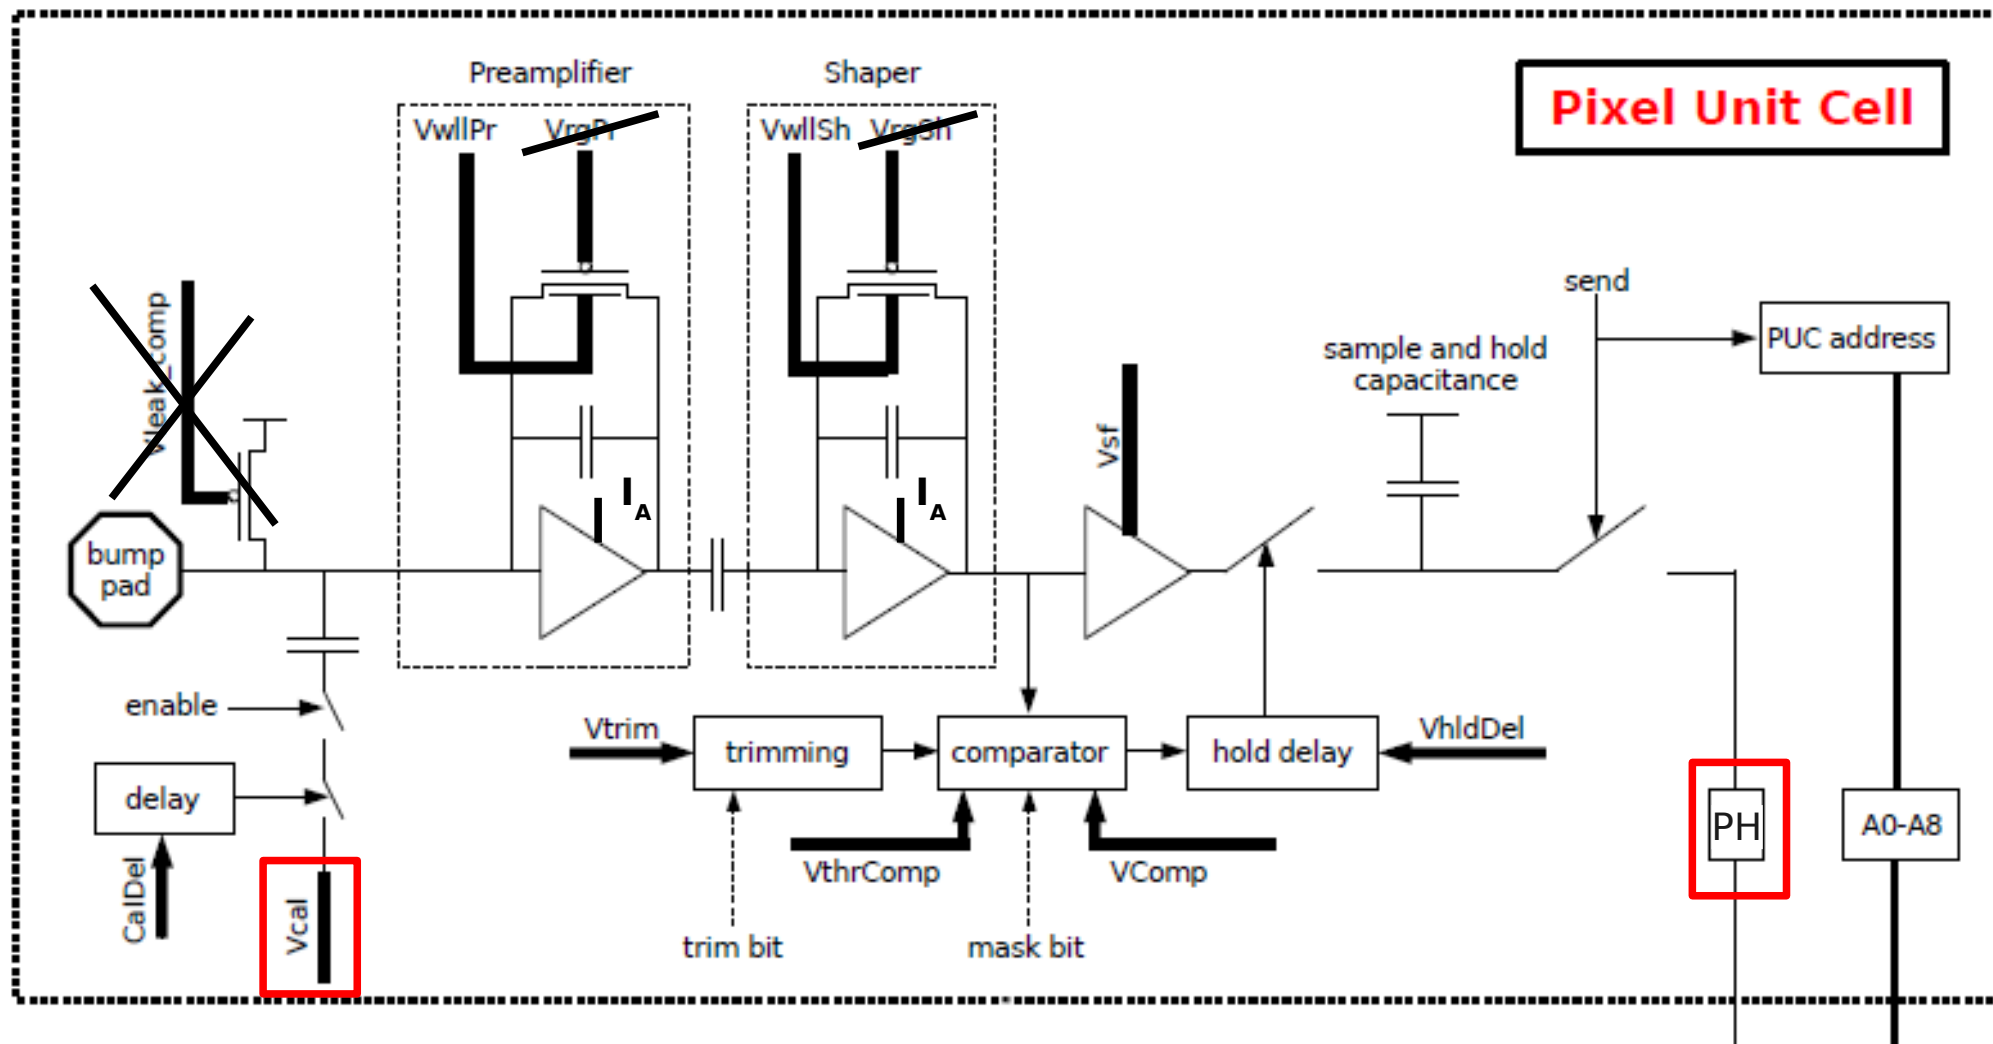 Preamplifier
Shaper
Pixel Unit Cell
VwllPr VrgPr
VwllSh VrgSh
send
Vleak_comp
PUC address
sample and hold
capacitance
Vsf
I
A
I
A
bump
pad
enable
Vtrim
VhldDel
trimming
comparator
hold delay
delay
PH
A0-A8
VthrComp
VComp
CalDel
Vcal
trim bit
mask bit